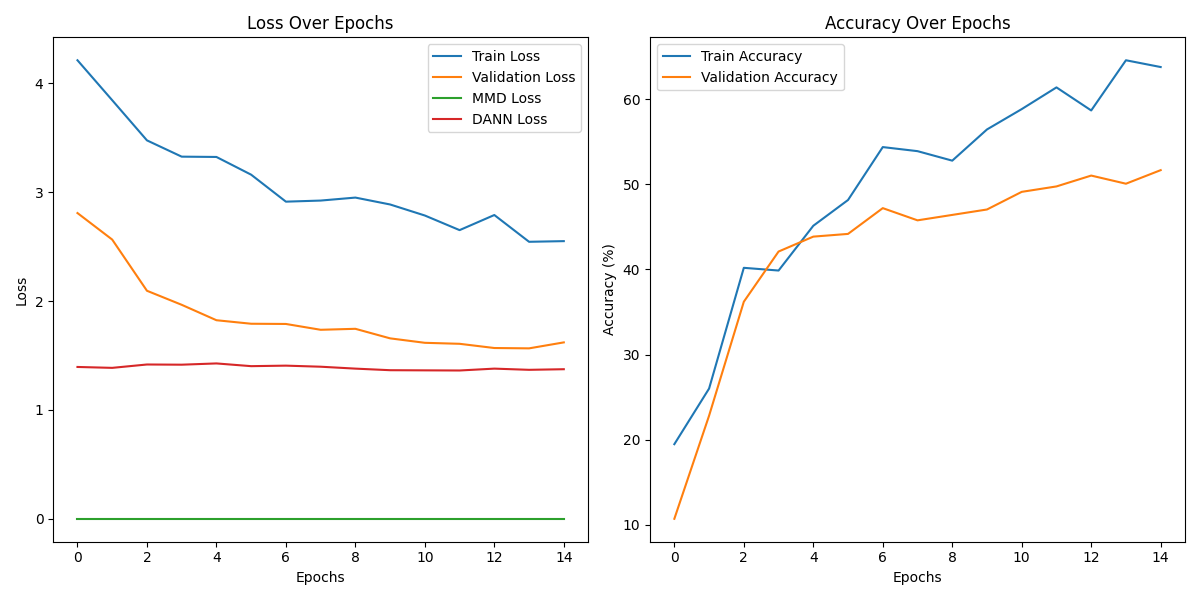 Loss Over Epochs
Train Loss
Validation Loss
MMD Loss
DANN Loss
4
3
2
1
0
Loss
0 2 4 6 8 10 12 14
Epochs
Accuracy Over Epochs
Train Accuracy
Validation Accuracy
60
50
40
30
20
10
Accuracy (%)
0 2 4 6 8 10 12 14
Epochs